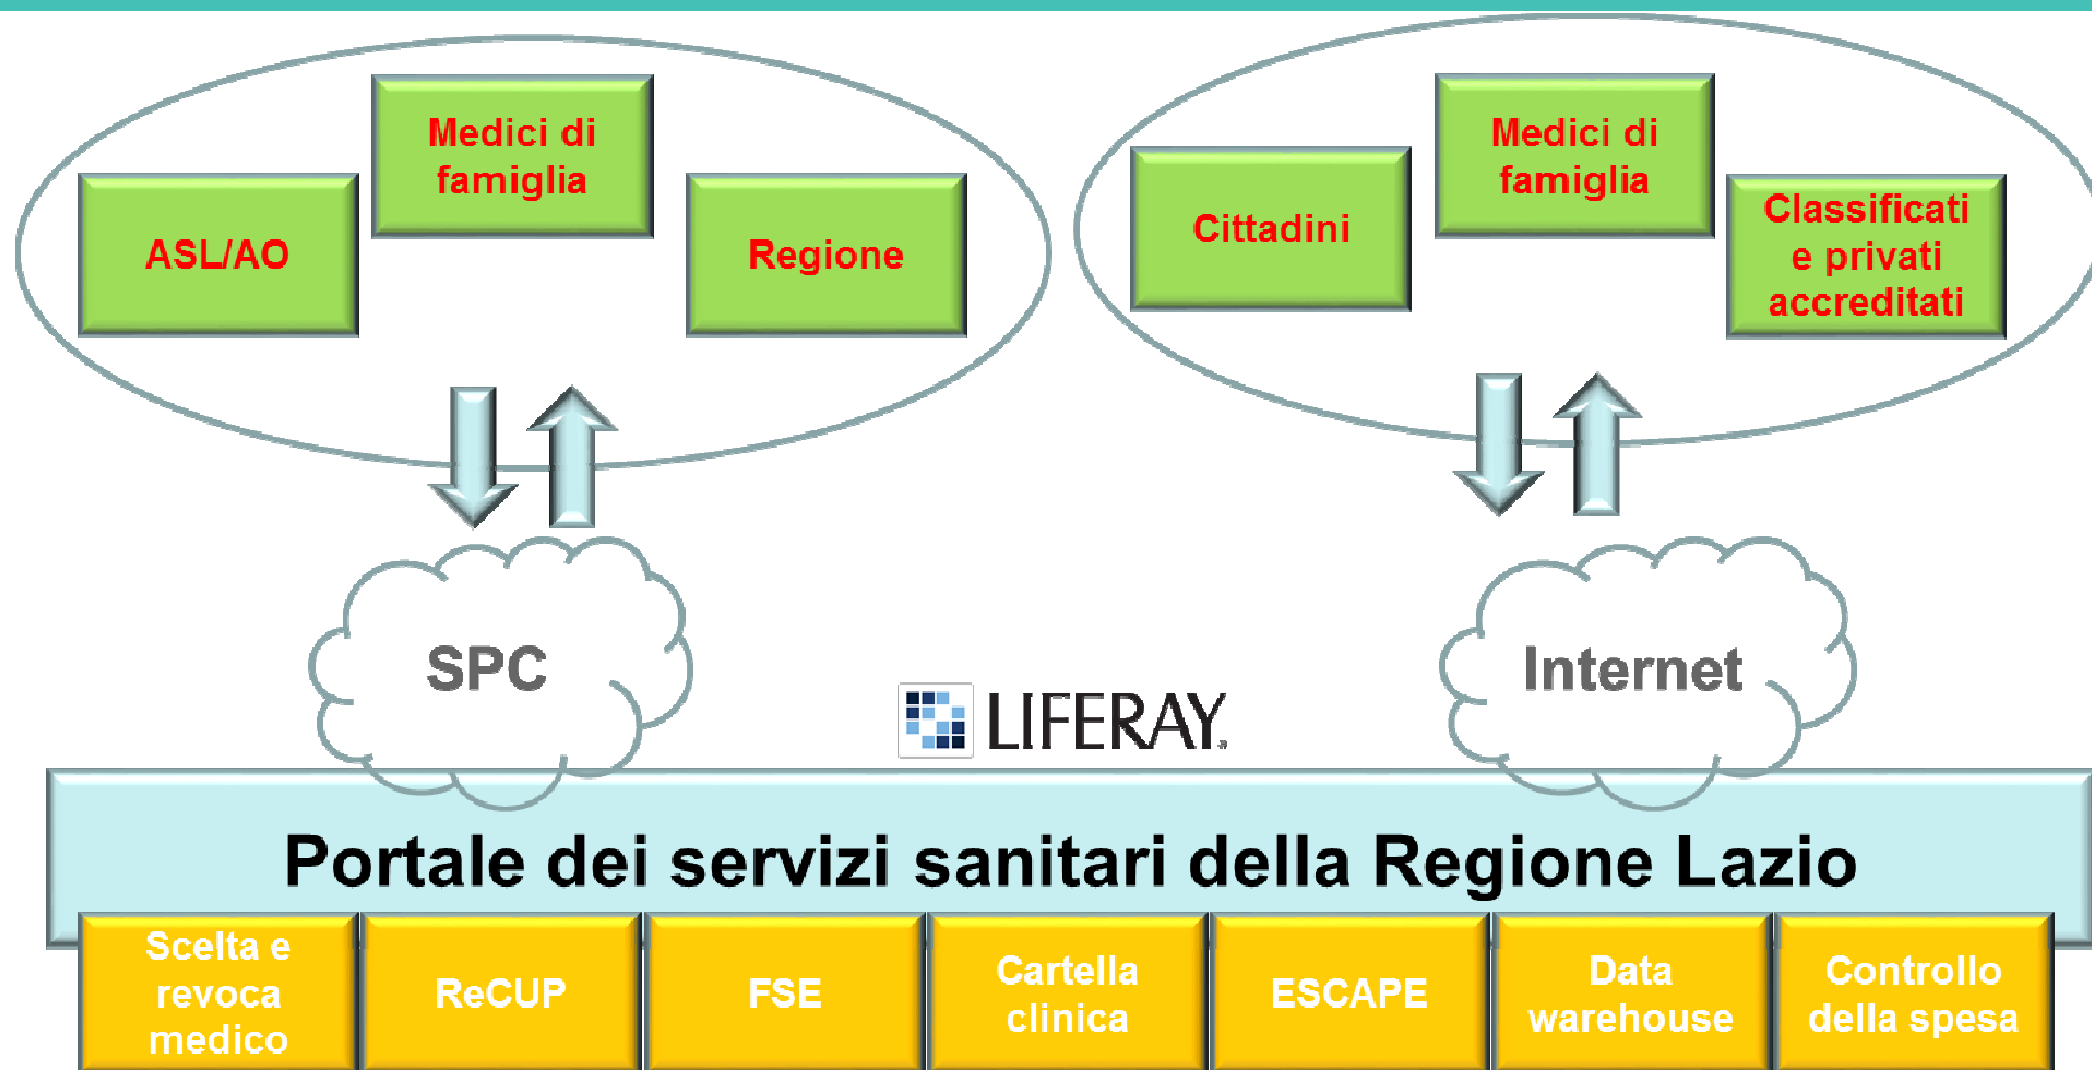 Medici di
famiglia
ASL/AO
Regione
Medici di
famiglia
Cittadini
Classificati
e privati
accreditati
SPC
Internet
LIFERAY
Portale dei servizi sanitari della Regione Lazio
Scelta e
revoca
medico
ReCUP
FSE
Cartella
clinica
ESCAPE
Data
warehouse
Controllo
della spesa